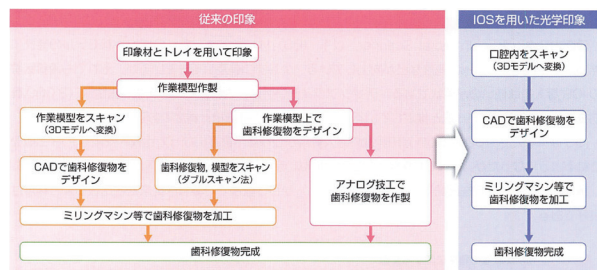 従来の印象
印象材とトレイを用いて印象
作業模型作製
作業模型をスキャン
(3Dモデルへ変換)
作業模型上で
歯科修復物をデザイン
CADで歯科修復物を
デザイン
歯科修復物, 模型をスキャン
(ダブルスキャン法)
アナログ技工で
歯科修復物を作製
ミリングマシン等で歯科修復物を加工
歯科修復物完成
IOSを用いた光学印象
口腔内をスキャン
(3Dモデルへ変換)
CADで歯科修復物を
デザイン
ミリングマシン等で
歯科修復物を加工
歯科修復物完成